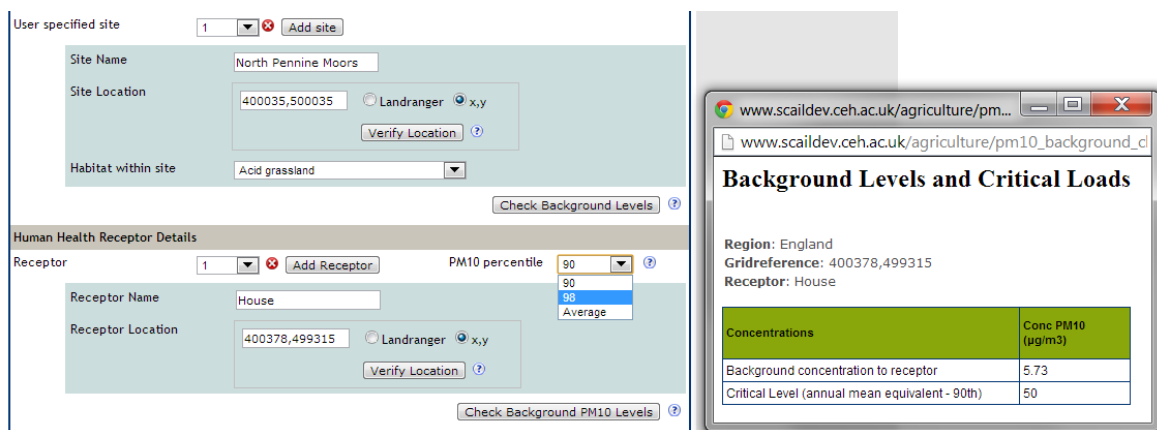 User specified site 1 Add site
Site Name North Pennine Moors
Site Location 400035,500035 Landranger x,y
Verify Location ?
Habitat within site Acid grassland
Check Background Levels ?
Human Health Receptor Details
Receptor 1 Add Receptor PM10 percentile 90 ?
90
98
Average
Receptor Name House
Receptor Location 400378,499315 Landranger x,y
Verify Location ?
Check Background PM10 Levels ?
www.scaildev.ceh.ac.uk/agriculture/pm...
www.scaildev.ceh.ac.uk/agriculture/pm10_background_cl
Background Levels and Critical Loads
Region: England
Gridreference: 400378,499315
Receptor: House
Concentrations Conc PM10
(µg/m3)
Background concentration to receptor 5.73
Critical Level (annual mean equivalent - 90th) 50